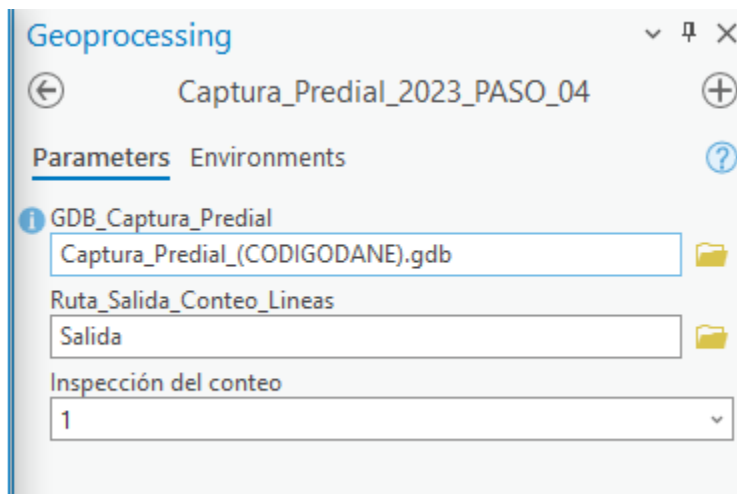 Geoprocessing
Captura_Predial_2023_PASO_04
Parameters Environments
GDB_Captura_Predial
Captura_Predial_(CODIGODANE).gdb
Ruta_Salida_Conteo_Lineas
Salida
Inspección del conteo
1